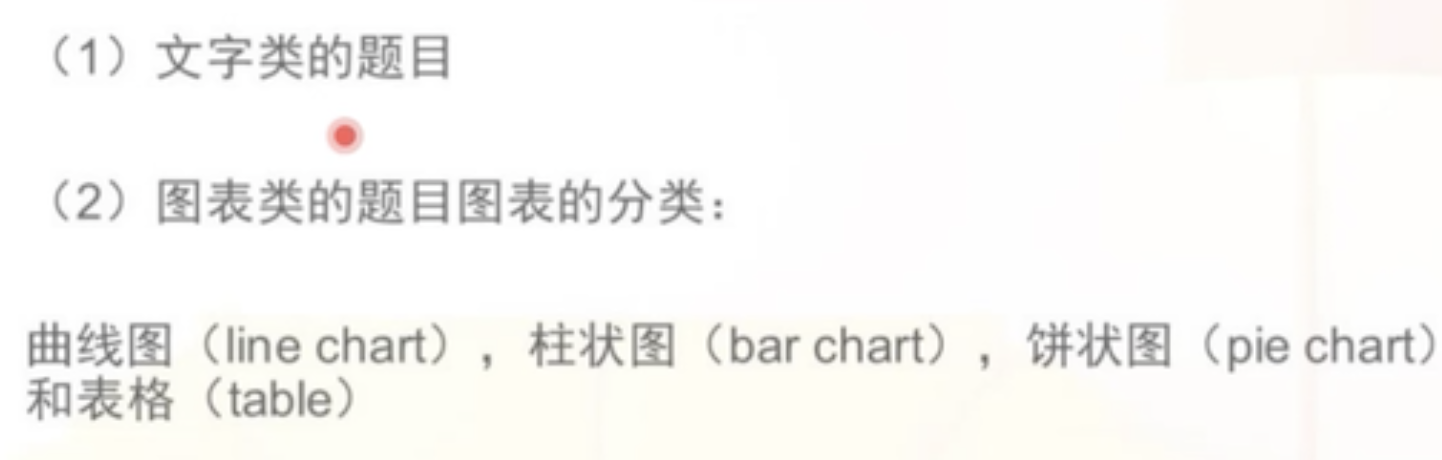 （1）文字类的题目
（2）图表类的题目图表的分类：
曲线图（line chart），柱状图（bar chart），饼状图（pie chart）
和表格（table）